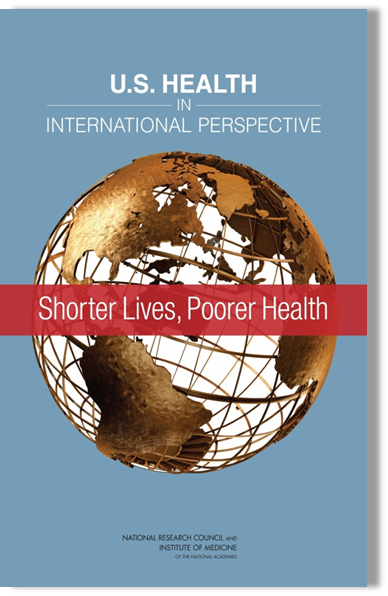 U.S. HEALTH
IN
INTERNATIONAL PERSPECTIVE
Shorter Lives, Poorer Health
NATIONAL RESEARCH COUNCIL AND
INSTITUTE OF MEDICINE
OF THE NATIONAL ACADEMIES